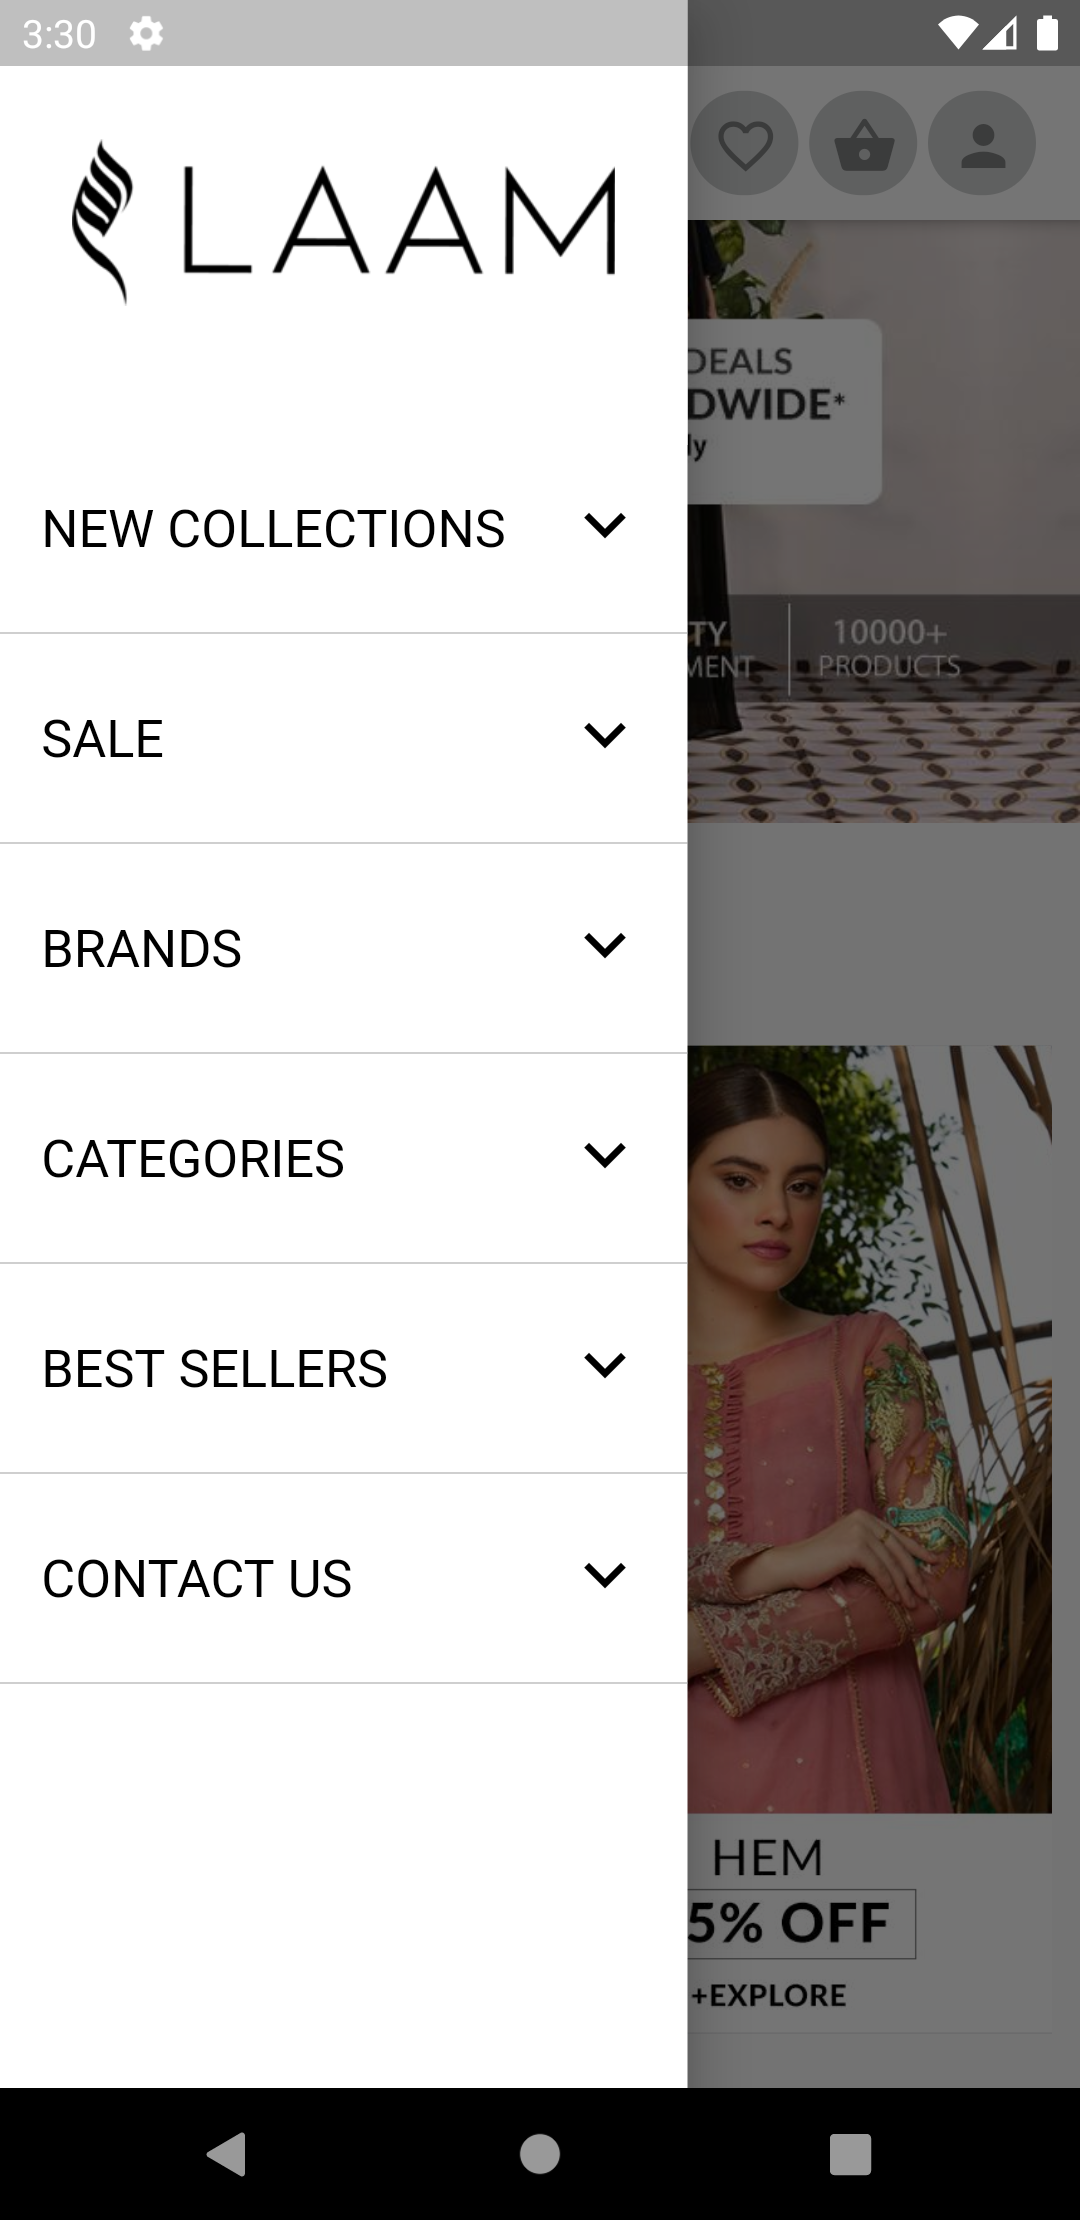 3:30
LAAM
NEW COLLECTIONS
SALE
BRANDS
CATEGORIES
BEST SELLERS
CONTACT US
DEALS
DWIDE*
ly
TY
MENT
10000+
PRODUCTS
HEM
5% OFF
+EXPLORE